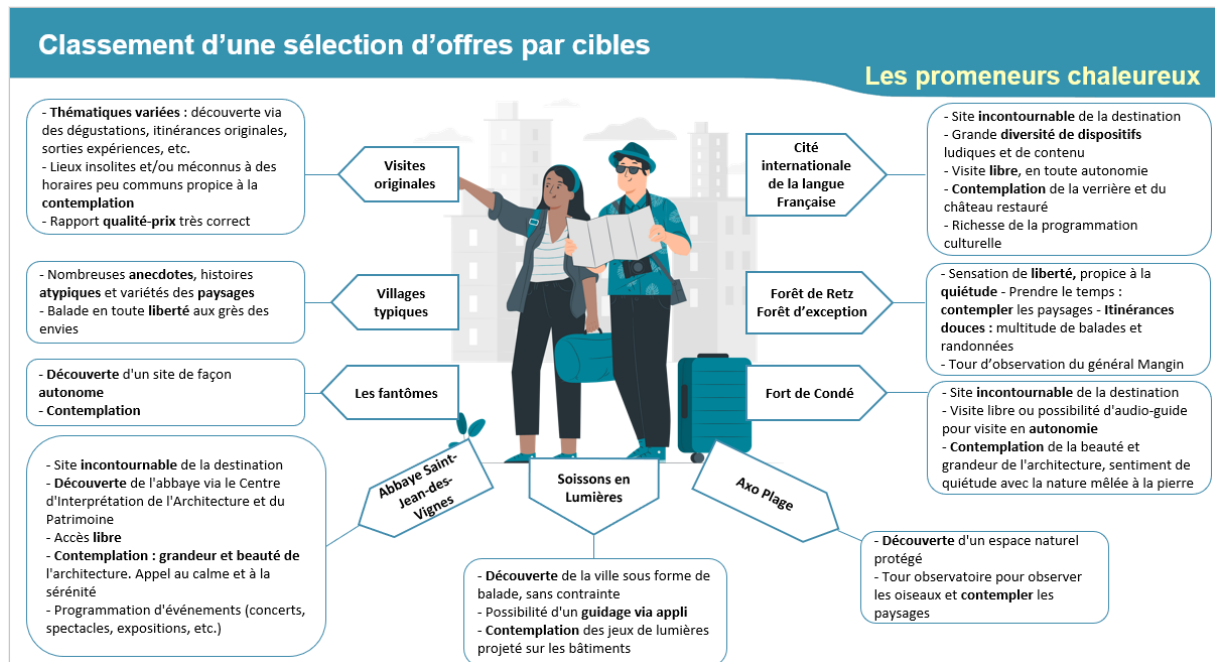 Classement d’une sélection d’offres par cibles
Les promeneurs chaleureux
- Thématiques variées : découverte via
des dégustations, itinérances originales,
sorties expériences, etc.
- Lieux insolites et/ou méconnus à des
horaires peu communs propice à la
contemplation
- Rapport qualité-prix très correct
Visites
originales
- Nombreuses anecdotes, histoires
atypiques et variétés des paysages
- Balade en toute liberté aux grès des
envies
Villages
typiques
- Découverte d'un site de façon
autonome
- Contemplation
Les fantômes
- Site incontournable de la destination
- Découverte de l'abbaye via le Centre
d'Interprétation de l'Architecture et du
Patrimoine
- Accès libre
- Contemplation : grandeur et beauté de
l'architecture. Appel au calme et à la
sérénité
- Programmation d'événements (concerts,
spectacles, expositions, etc.)
Abbaye Saint-
Jean-des-
Vignes
Soissons en
Lumières
- Découverte de la ville sous forme de
balade, sans contrainte
- Possibilité d'un guidage via appli
- Contemplation des jeux de lumières
projeté sur les bâtiments
Axo Plage
- Découverte d'un espace naturel
protégé
- Tour observatoire pour observer
les oiseaux et contempler les
paysages
Cité
internationale
de la langue
Française
- Site incontournable de la destination
- Grande diversité de dispositifs
ludiques et de contenu
- Visite libre, en toute autonomie
- Contemplation de la verrière et du
château restauré
- Richesse de la programmation
culturelle
Forêt de Retz
Forêt d’exception
- Sensation de liberté, propice à la
quiétude - Prendre le temps :
contempler les paysages - Itinérances
douces : multitude de balades et
randonnées
- Tour d’observation du général Mangin
Fort de Condé
- Site incontournable de la destination
- Visite libre ou possibilité d'audio-guide
pour visite en autonomie
- Contemplation de la beauté et
grandeur de l'architecture, sentiment de
quiétude avec la nature mêlée à la pierre